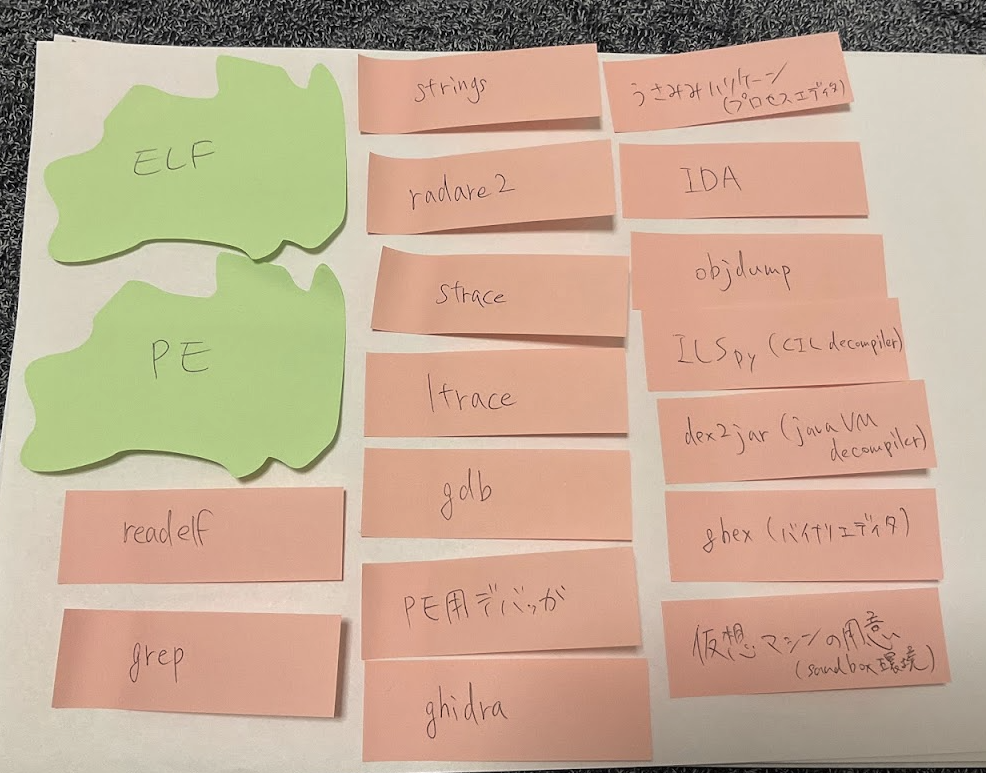 ELF
PE
readelf
grep
strings
radare2
strace
ltrace
gdb
PE用デバッガ
ghidra
うさみみハリケーン
(プロセスエディタ)
IDA
objdump
ILSpy (CIL decompiler)
dex2jar (java VM
decompiler)
ghex (バイナリエディタ)
仮想マシンの用意
(sandbox環境)